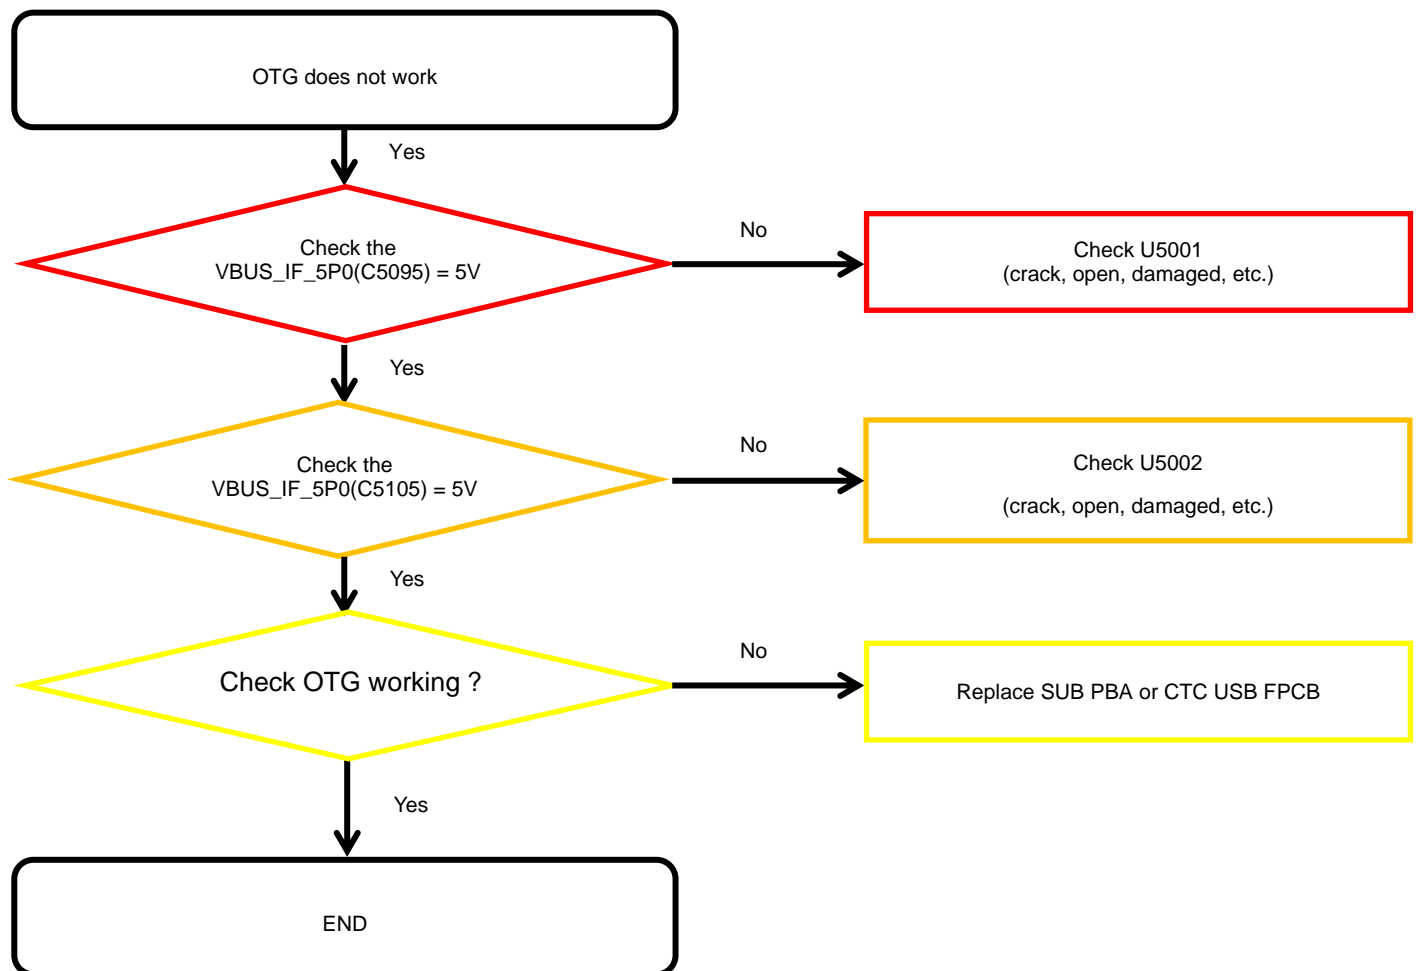 OTG does not work
Yes
Check the
VBUS_IF_5P0(C5095) = 5V
No
Check U5001
(crack, open, damaged, etc.)
Yes
Check the
VBUS_IF_5P0(C5105) = 5V
No
Check U5002
(crack, open, damaged, etc.)
Yes
Check OTG working ?
No
Replace SUB PBA or CTC USB FPCB
Yes
END